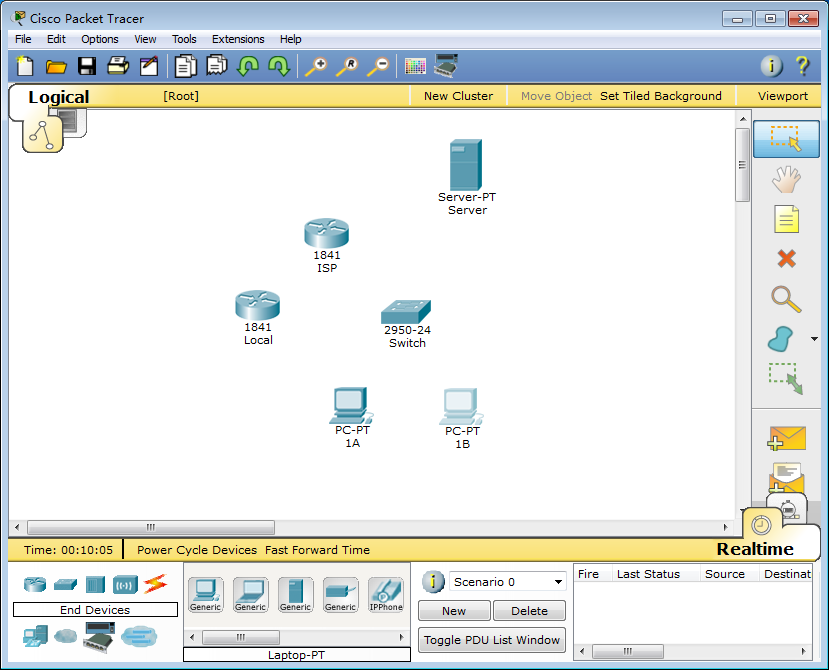 Cisco Packet Tracer
File Edit Options View Tools Extensions Help
Logical [Root] New Cluster Move Object Set Tiled Background Viewport
Server-PT
Server
1841
ISP
1841
Local
2950-24
Switch
PC-PT
1A
PC-PT
1B
Time: 00:10:05 Power Cycle Devices Fast Forward Time
Realtime
End Devices
Generic Generic Generic Generic IPPhone
Laptop-PT
Scenario 0
New Delete
Toggle PDU List Window
Fire Last Status Source Destinat